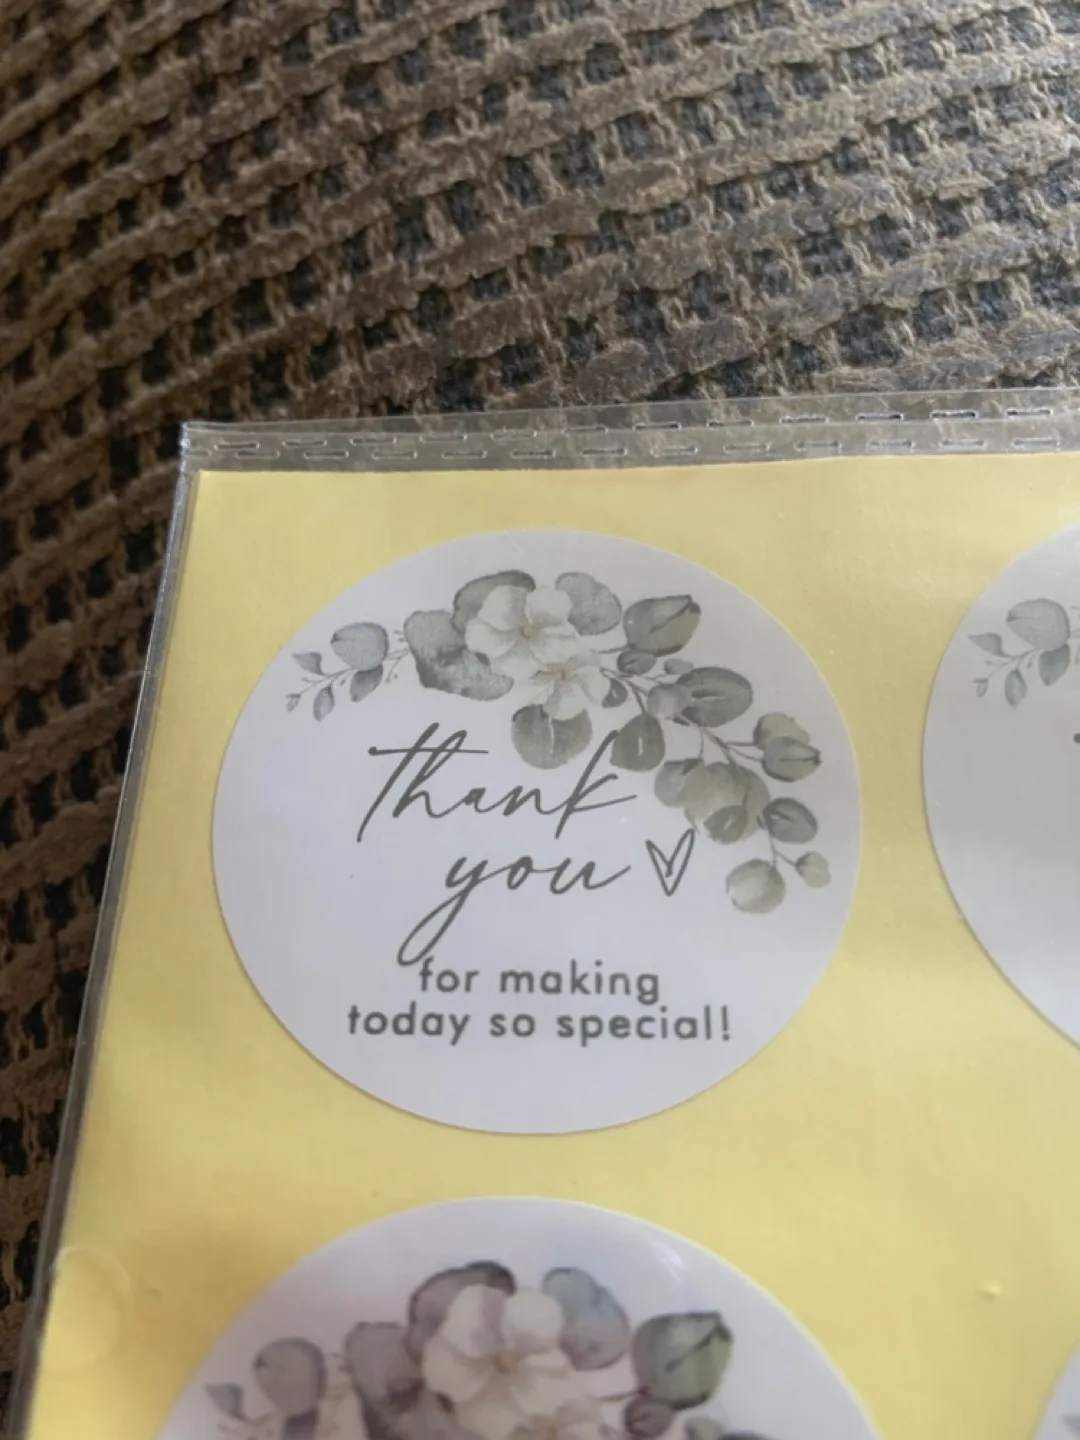 thank
you
for making
today so special!